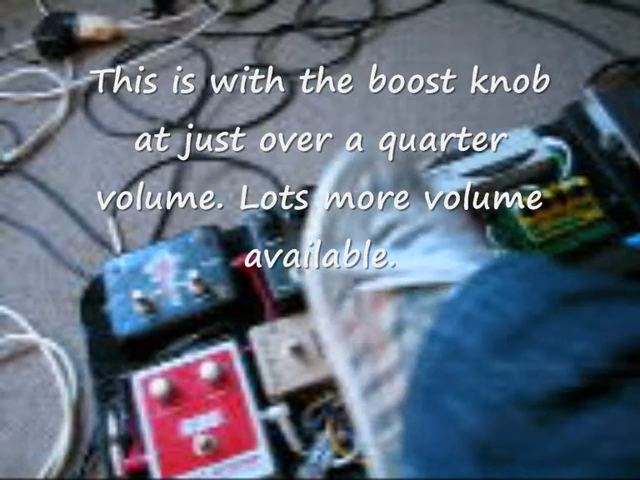 This is with the boost knob
at just over a quarter
volume. Lots more volume
available.